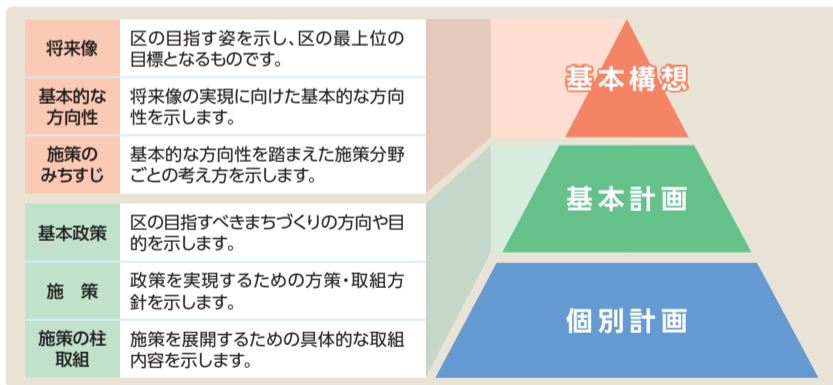 将来像
区の目指す姿を示し、区の最上位の
目標となるものです。
基本的な
方向性
将来像の実現に向けた基本的な方向
性を示します。
施策の
みちすじ
基本的な方向性を踏まえた施策分野
ごとの考え方を示します。
基本政策
区の目指すべきまちづくりの方向や目
的を示します。
施　策
政策を実現するための方策・取組方
針を示します。
施策の柱
取組
施策を展開するための具体的な取組
内容を示します。
基本構想
基本計画
個別計画